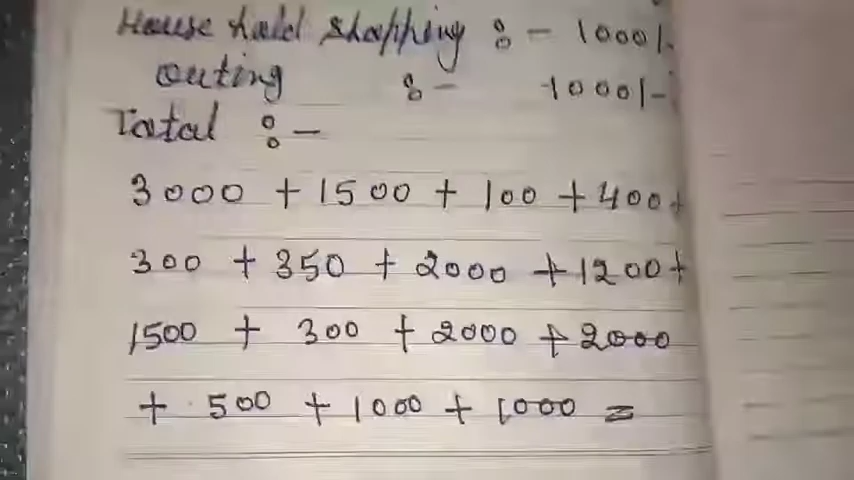 House hold shopping :- 1000/-
outing :- 1000/-
Total :-
3000 + 1500 + 100 + 400 +
300 + 350 + 2000 + 1200 +
1500 + 300 + 2000 + 2000
+ 500 + 1000 + 1000 =